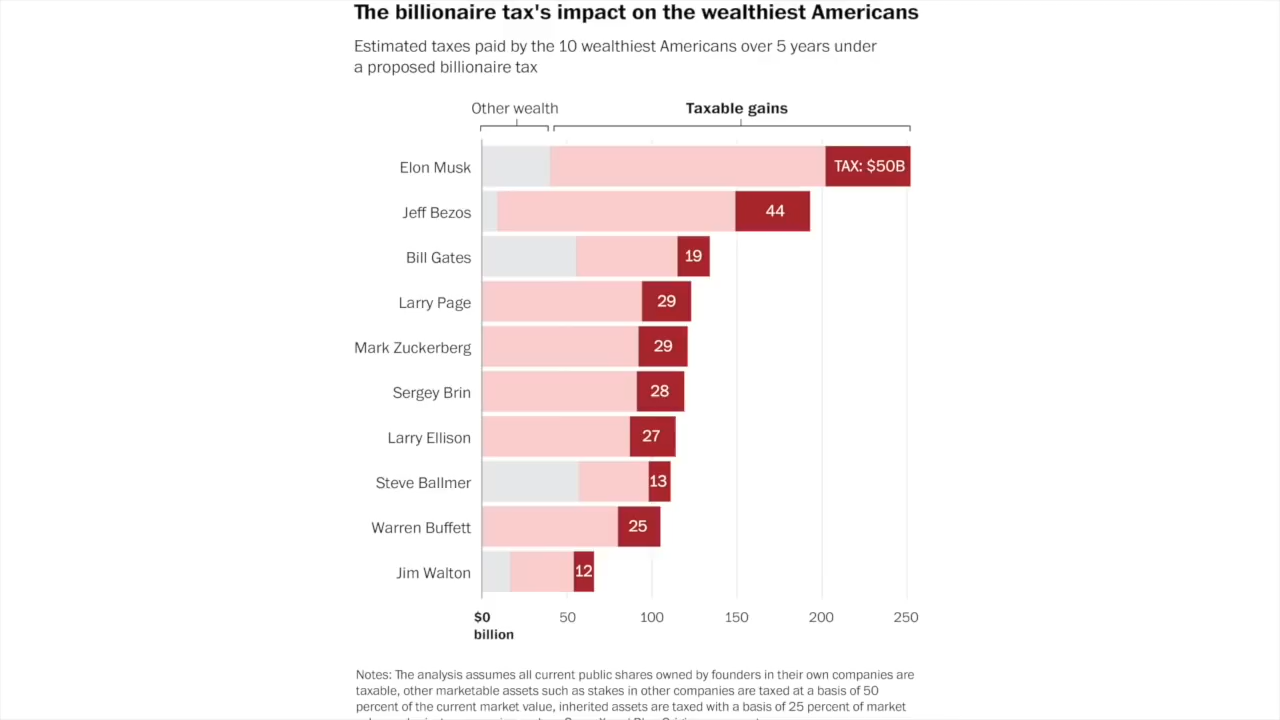 The billionaire tax's impact on the wealthiest Americans
Estimated taxes paid by the 10 wealthiest Americans over 5 years under
a proposed billionaire tax
Other wealth
Taxable gains
Elon Musk
TAX: $50B
Jeff Bezos
44
Bill Gates
19
Larry Page
29
Mark Zuckerberg
29
Sergey Brin
28
Larry Ellison
27
Steve Ballmer
13
Warren Buffett
25
Jim Walton
12
$0 50 100 150 200 250
billion
Notes: The analysis assumes all current public shares owned by founders in their own companies are
taxable, other marketable assets such as stakes in other companies are taxed at a basis of 50
percent of the current market value, inherited assets are taxed with a basis of 25 percent of market